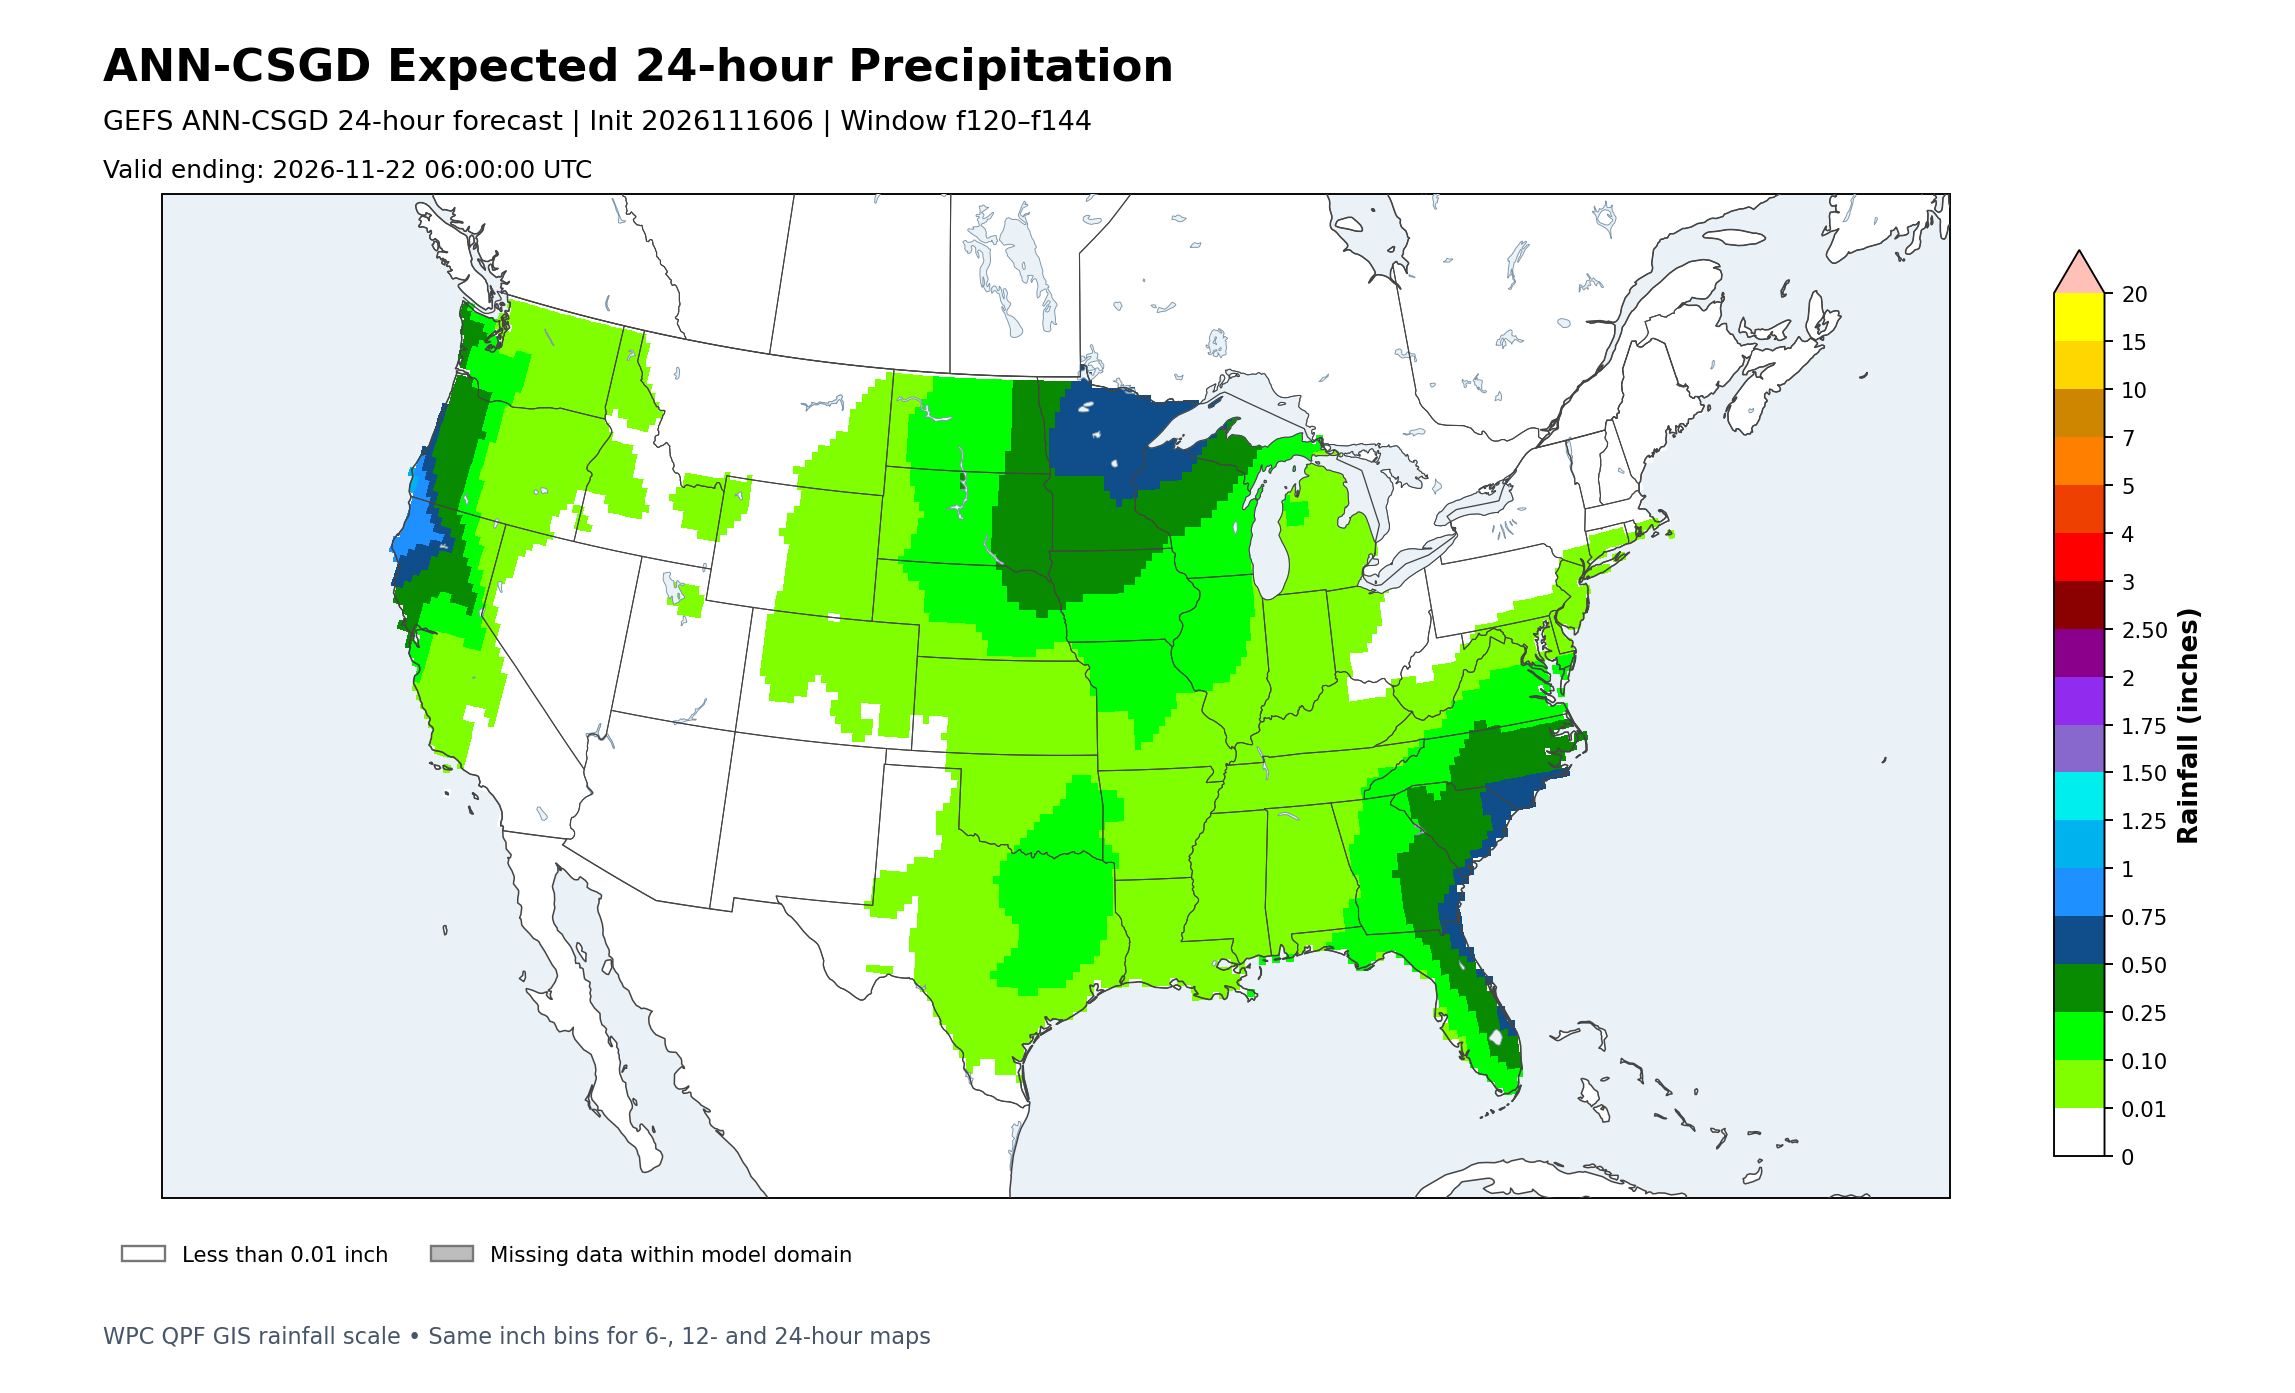 ANN-CSGD Expected 24-hour Precipitation
GEFS ANN-CSGD 24-hour forecast | Init 2026111606 | Window f120–f144
Valid ending: 2026-11-22 06:00:00 UTC
20
15
10
7
5
4
3
2.50
2
1.75
1.50
1.25
1
0.75
0.50
0.25
0.10
0.01
0
Rainfall (inches)
Less than 0.01 inch
Missing data within model domain
WPC QPF GIS rainfall scale • Same inch bins for 6-, 12- and 24-hour maps